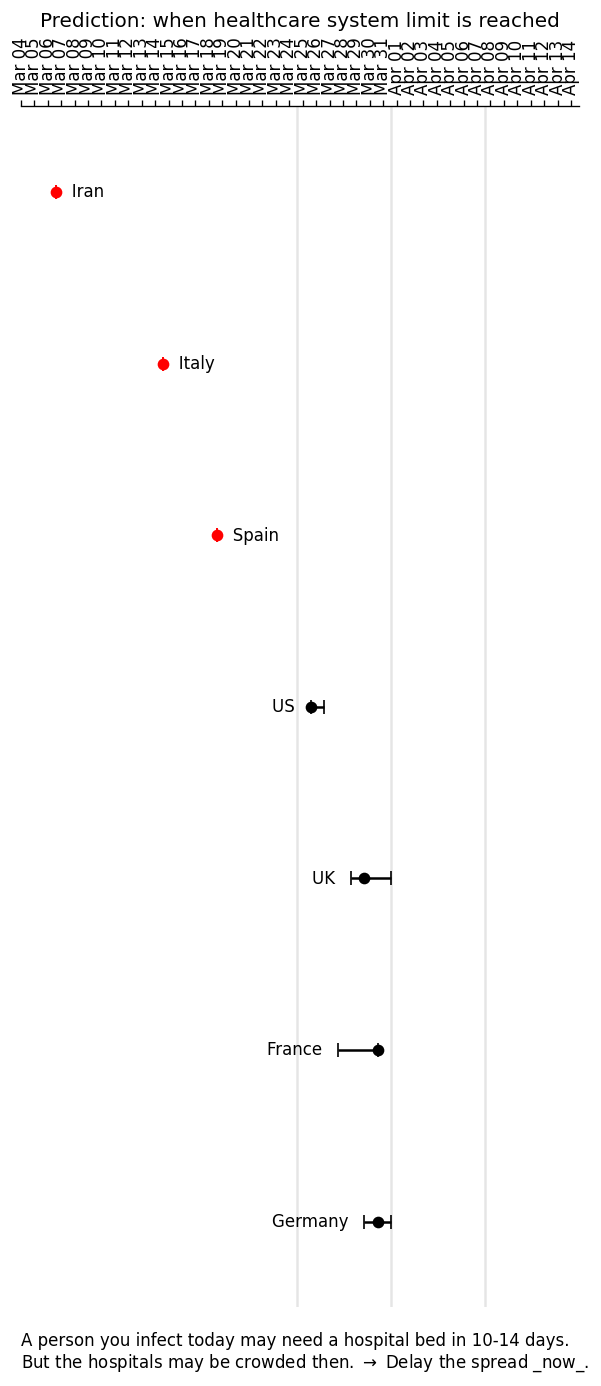 Prediction: when healthcare system limit is reached
Mar 04
Mar 05
Mar 06
Mar 07
Mar 08
Mar 09
Mar 10
Mar 11
Mar 12
Mar 13
Mar 14
Mar 15
Mar 16
Mar 17
Mar 18
Mar 19
Mar 20
Mar 21
Mar 22
Mar 23
Mar 24
Mar 25
Mar 26
Mar 27
Mar 28
Mar 29
Mar 30
Mar 31
Apr 01
Apr 02
Apr 03
Apr 04
Apr 05
Apr 06
Apr 07
Apr 08
Apr 09
Apr 10
Apr 11
Apr 12
Apr 13
Apr 14
Iran
Italy
Spain
US
UK
France
Germany
A person you infect today may need a hospital bed in 10-14 days.
But the hospitals may be crowded then. → Delay the spread _now_.